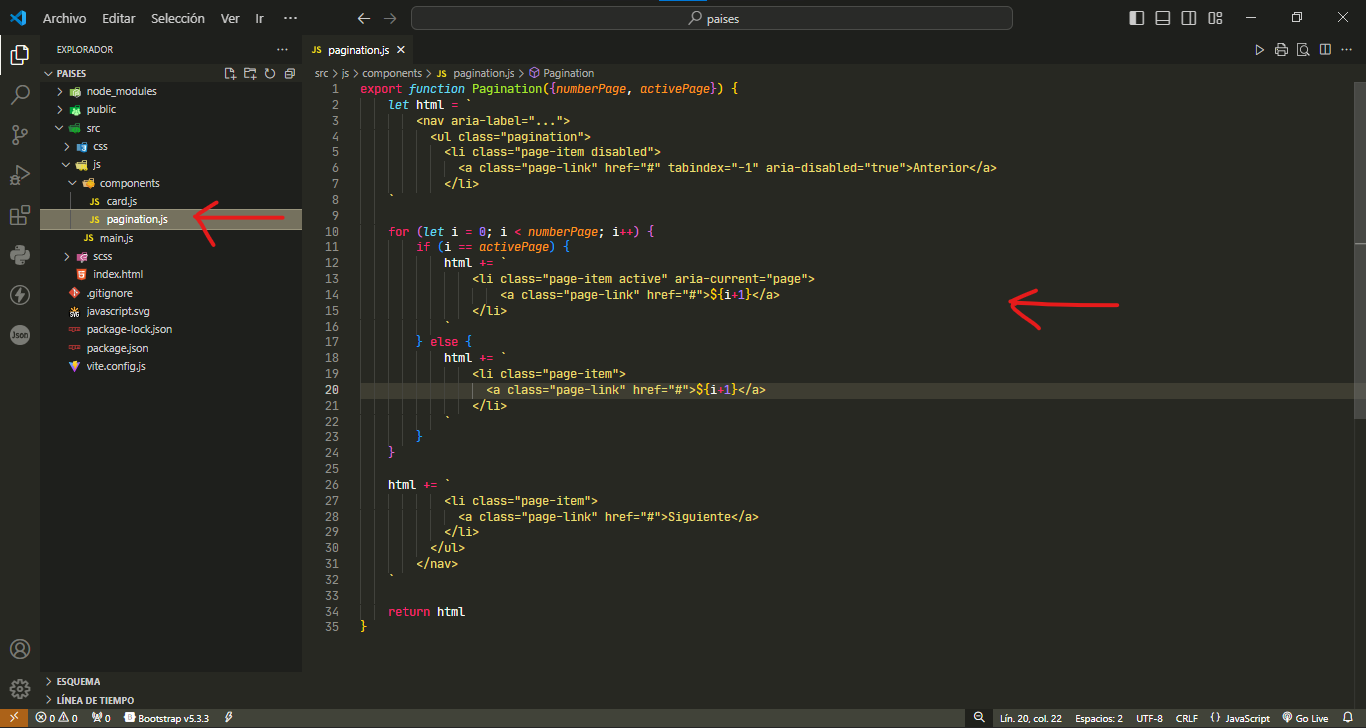 Archivo Editar Selección Ver Ir ··· paises
EXPLORADOR ···
JS pagination.js
PAISES
src > js > components > JS pagination.js > Pagination
node_modules
public
src
css
js
components
card.js
JS
pagination.js
JS
main.js
JS
scss
index.html
.gitignore
javascript.svg
package-lock.json
package.json
vite.config.js
Json
ESQUEMA
LÍNEA DE TIEMPO
1 export function Pagination({numberPage, activePage}) {
2 let html = `
3 <nav aria-label="...">
4 <ul class="pagination">
5 <li class="page-item disabled">
6 <a class="page-link" href="#" tabindex="-1" aria-disabled="true">Anterior</a>
7 </li>
8 `
9
10 for (let i = 0; i < numberPage; i++) {
11 if (i == activePage) {
12 html += `
13 <li class="page-item active" aria-current="page">
14 <a class="page-link" href="#">${i+1}</a>
15 </li>
16 `
17 } else {
18 html += `
19 <li class="page-item">
20 <a class="page-link" href="#">${i+1}</a>
21 </li>
22 `
23 }
24 }
25
26 html += `
27 <li class="page-item">
28 <a class="page-link" href="#">Siguiente</a>
29 </li>
30 </ul>
31 </nav>
32 `
33
34 return html
35 }
0 0 0 Bootstrap v5.3.3 Lín. 20, col. 22 Espacios: 2 UTF-8 CRLF {} JavaScript Go Live